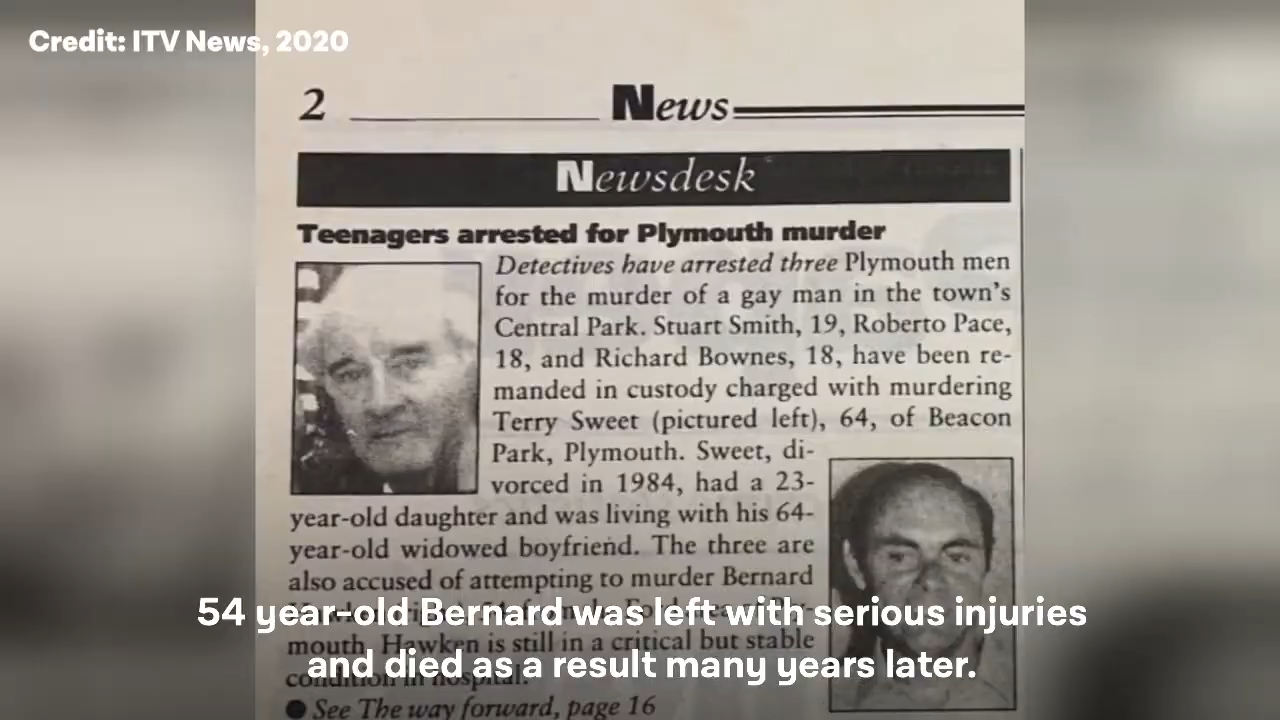 Credit: ITV News, 2020
2
News
Newsdesk
Teenagers arrested for Plymouth murder
Detectives have arrested three Plymouth men
for the murder of a gay man in the town's
Central Park. Stuart Smith, 19, Roberto Pace,
18, and Richard Bownes, 18, have been re-
manded in custody charged with murdering
Terry Sweet (pictured left), 64, of Beacon
Park, Plymouth. Sweet, di-
vorced in 1984, had a 23-
year-old daughter and was living with his 64-
year-old widowed boyfriend. The three are
also accused of attempting to murder Bernard
mouth. Hawken is still in a critical but stable
condition in hospital.
● See The way forward, page 16
54 year-old Bernard was left with serious injuries
and died as a result many years later.